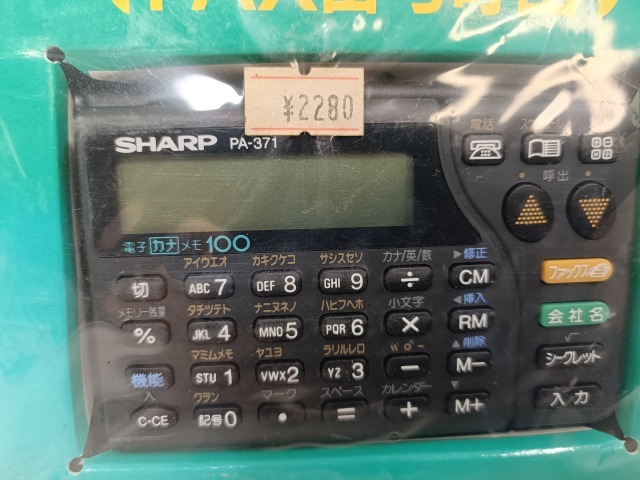 ¥2280
SHARP PA-371
電話
呼出
電子カナメモ100
アイウエオ カキクケコ サシスセソ カナ/英/数 ▶修正
切 ABC 7 DEF 8 GHI 9 ÷ CM
ファックス
メモリー残量 タチツテト ナニヌネノ ハヒフヘホ 小文字 ◀挿入
% JKL 4 MNO 5 PQR 6 × RM
会社名
マミムメモ ヤユヨ ラリルレロ ▲削除
機能 STU 1 VWX 2 YZ 3 − M−
シークレット
入 ワヲン マーク スペース カレンダー ▼
C·CE 記号 0 • = + M+
入力